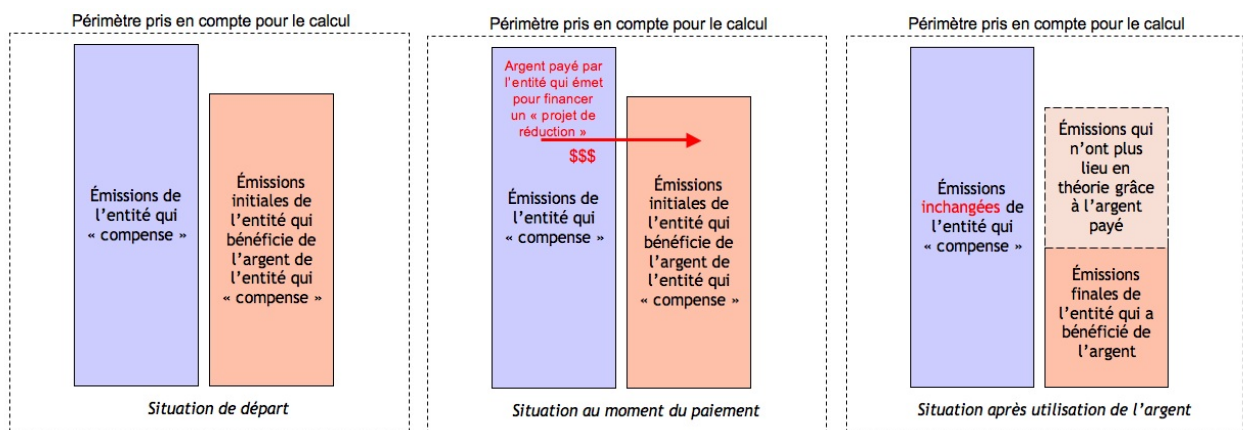 Périmètre pris en compte pour le calcul
Émissions de
l’entité qui
« compense »
Émissions
initiales de
l’entité qui
bénéficie de
l’argent de
l’entité qui
« compense »
Situation de départ
Périmètre pris en compte pour le calcul
Argent payé par
l'entité qui émet
pour financer
un « projet de
réduction »
$$$
Émissions de
l’entité qui
« compense »
Émissions
initiales de
l’entité qui
bénéficie de
l’argent de
l’entité qui
« compense »
Situation au moment du paiement
Périmètre pris en compte pour le calcul
Émissions
inchangées de
l’entité qui
« compense »
Émissions qui
n’ont plus
lieu en
théorie grâce
à l’argent
payé
Émissions
finales de
l’entité qui a
bénéficié de
l’argent
Situation après utilisation de l’argent